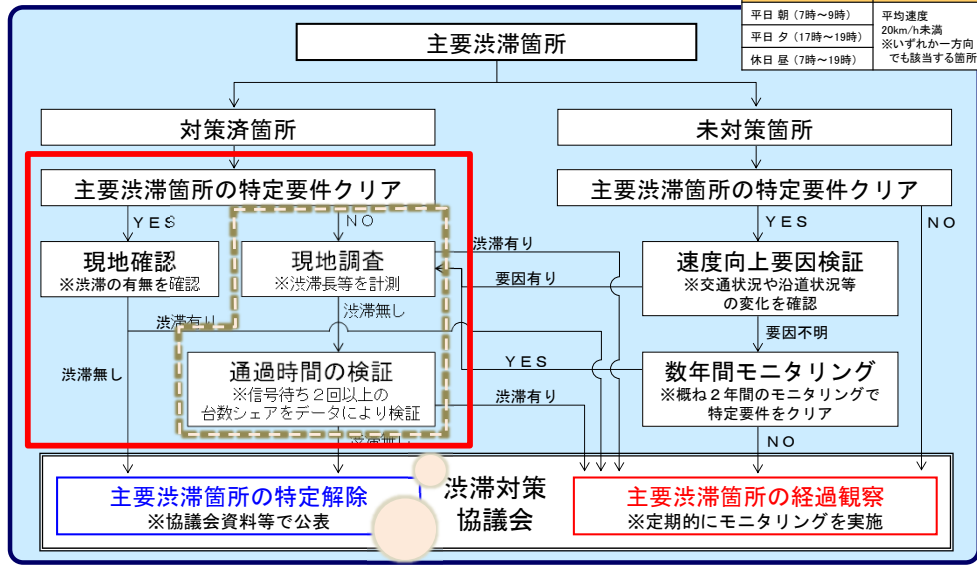 平日 朝（7時～9時）
平日 夕（17時～19時）
休日 昼（7時～19時）
平均速度
20km/h未満
※いずれか一方向
でも該当する箇所
主要渋滞箇所
対策済箇所
未対策箇所
主要渋滞箇所の特定要件クリア
主要渋滞箇所の特定要件クリア
ＹＥＳ
ＮＯ
ＹＥＳ
ＮＯ
現地確認
※渋滞の有無を確認
現地調査
※渋滞長等を計測
渋滞有り
要因有り
速度向上要因検証
※交通状況や沿道状況等
の変化を確認
渋滞有り
渋滞無し
要因不明
渋滞無し
通過時間の検証
※信号待ち２回以上の
台数シェアをデータにより検証
ＹＥＳ
渋滞有り
数年間モニタリング
※概ね２年間のモニタリングで
特定要件をクリア
渋滞無し
ＮＯ
主要渋滞箇所の特定解除
※協議会資料等で公表
渋滞対策
協議会
主要渋滞箇所の経過観察
※定期的にモニタリングを実施